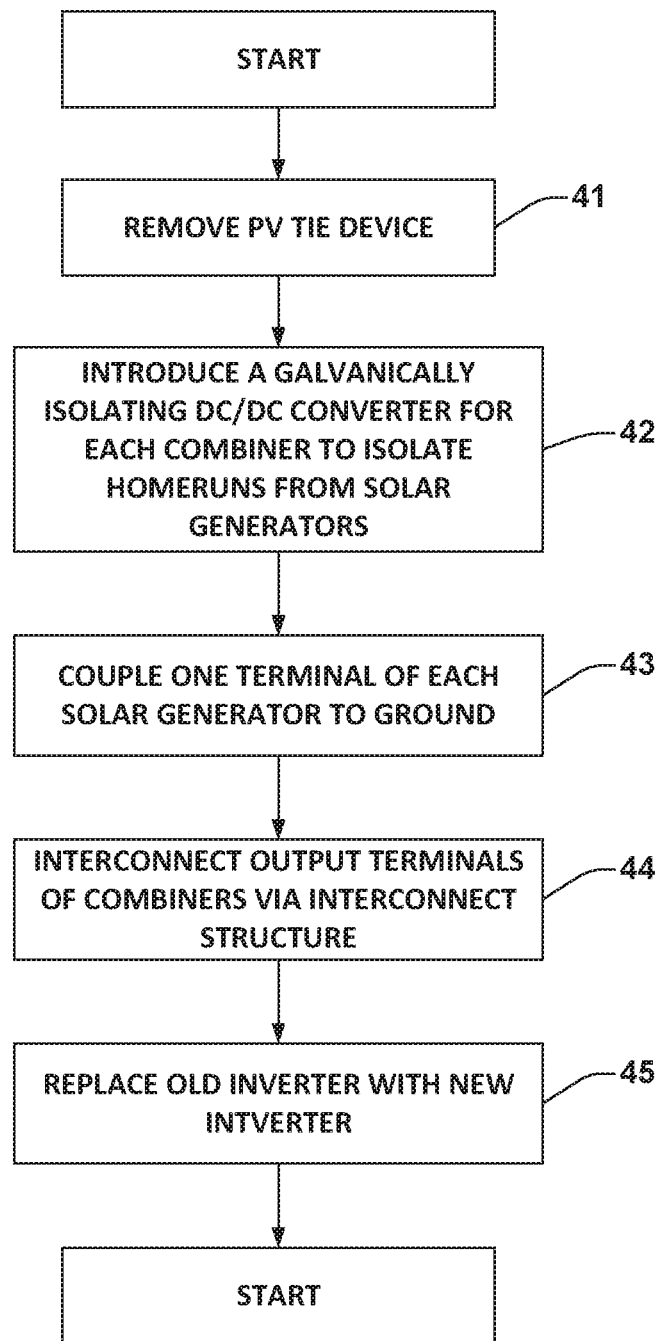 START
REMOVE PV TIE DEVICE
41
INTRODUCE A GALVANICALLY
ISOLATING DC/DC CONVERTER FOR
EACH COMBINER TO ISOLATE
HOMERUNS FROM SOLAR
GENERATORS
42
COUPLE ONE TERMINAL OF EACH
SOLAR GENERATOR TO GROUND
43
INTERCONNECT OUTPUT TERMINALS
OF COMBINERS VIA INTERCONNECT
STRUCTURE
44
REPLACE OLD INVERTER WITH NEW
INTVERTER
45
START